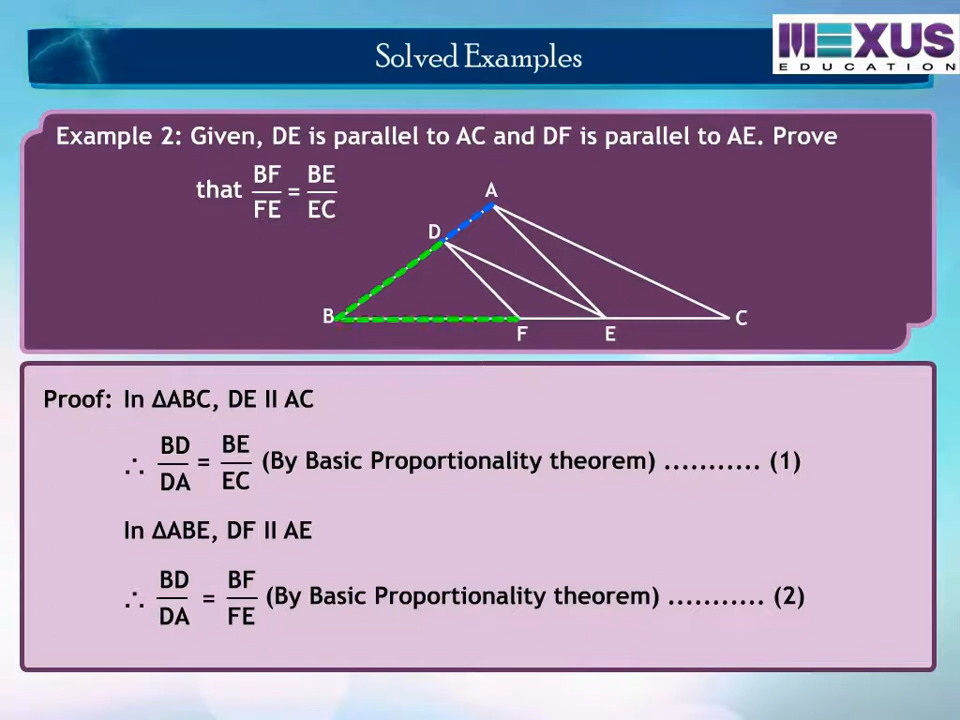 Solved Examples
MEXUS
EDUCATION
Example 2: Given, DE is parallel to AC and DF is parallel to AE. Prove
that BF/FE = BE/EC
A
D
B
F
E
C
Proof: In ΔABC, DE II AC
∴ BD/DA = BE/EC (By Basic Proportionality theorem) ........... (1)
In ΔABE, DF II AE
∴ BD/DA = BF/FE (By Basic Proportionality theorem) ........... (2)